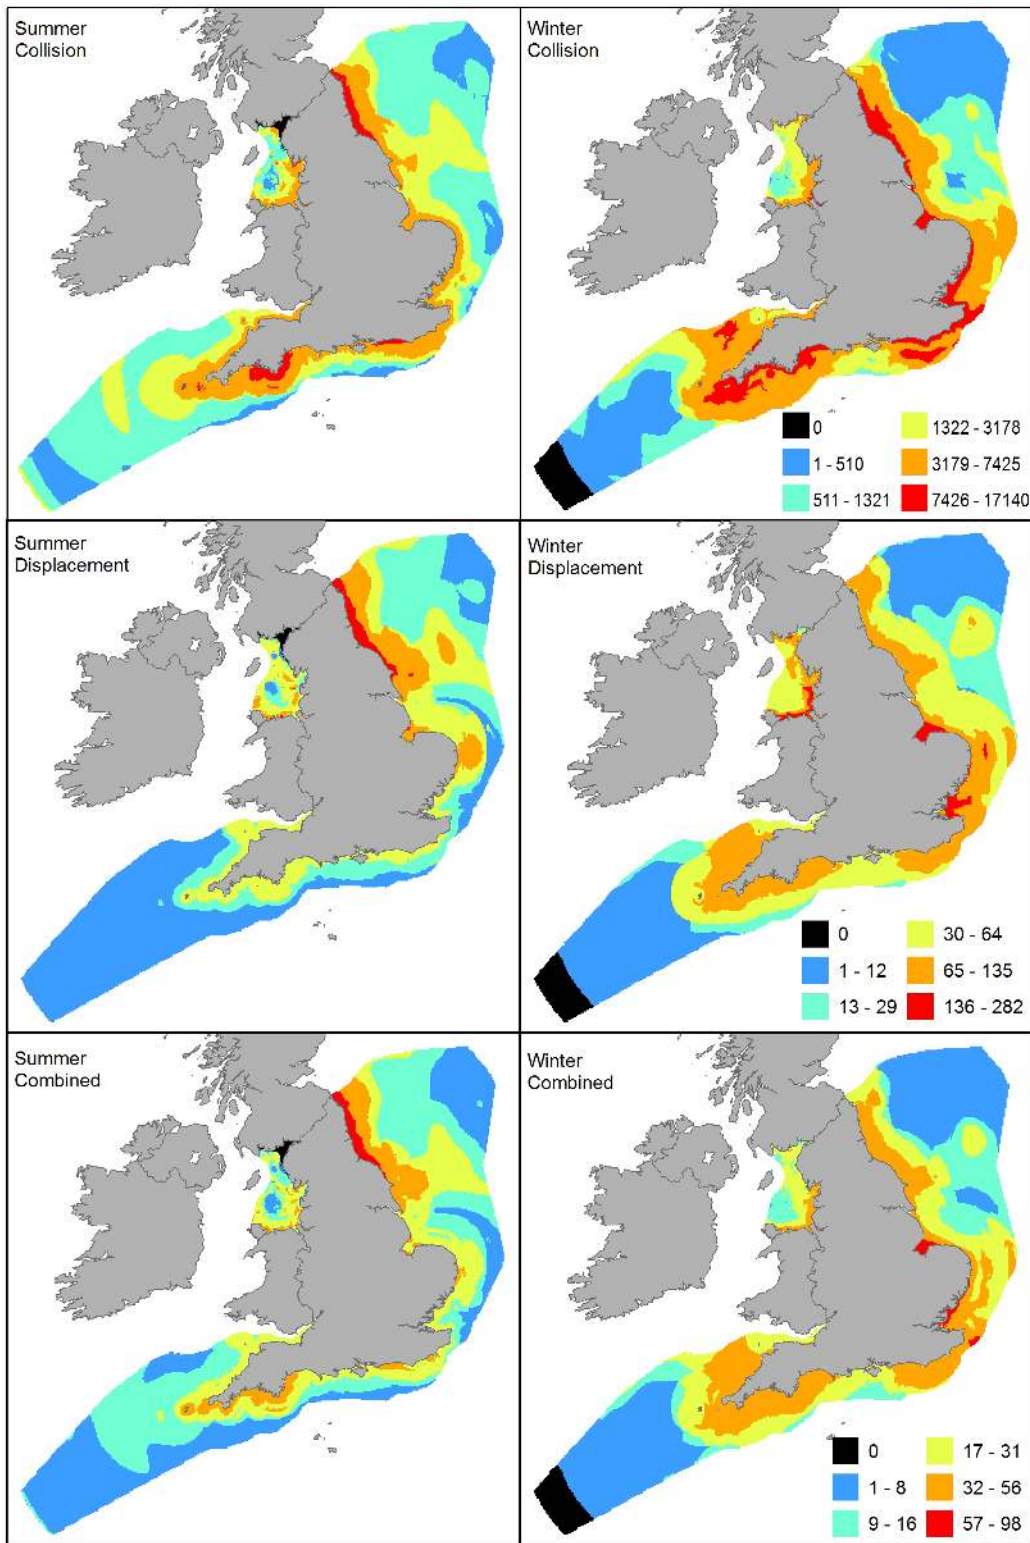 Summer
Collision
Winter
Collision
0
1322 - 3178
1 - 510
3179 - 7425
511 - 1321
7426 - 17140
Summer
Displacement
Winter
Displacement
0
30 - 64
1 - 12
65 - 135
13 - 29
136 - 282
Summer
Combined
Winter
Combined
0
17 - 31
1 - 8
32 - 56
9 - 16
57 - 98